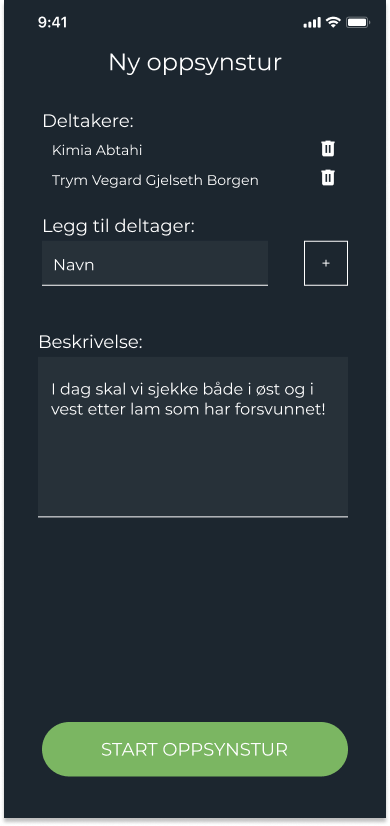 9:41
Ny oppsynstur
Deltakere:
Kimia Abtahi
Trym Vegard Gjelseth Borgen
Legg til deltager:
Navn
+
Beskrivelse:
I dag skal vi sjekke både i øst og i
vest etter lam som har forsvunnet!
START OPPSYNSTUR